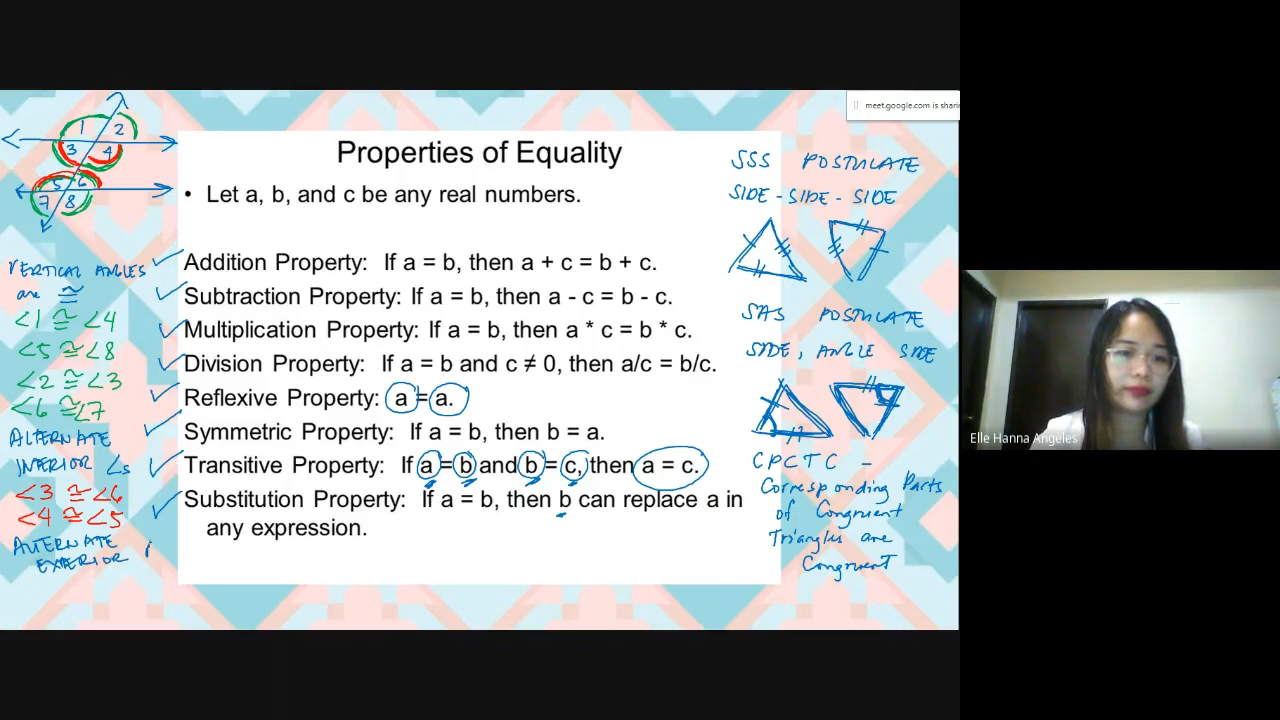 meet.google.com is sharin
1 2
3 4
5 6
7 8
VERTICAL ANGLES
are ≅
∠1 ≅ ∠4
∠5 ≅ ∠8
∠2 ≅ ∠3
∠6 ≅ ∠7
ALTERNATE
INTERIOR ∠s
∠3 ≅ ∠6
∠4 ≅ ∠5
ALTERNATE
EXTERIOR
Properties of Equality
• Let a, b, and c be any real numbers.
Addition Property: If a = b, then a + c = b + c.
Subtraction Property: If a = b, then a - c = b - c.
Multiplication Property: If a = b, then a * c = b * c.
Division Property: If a = b and c ≠ 0, then a/c = b/c.
Reflexive Property: a = a.
Symmetric Property: If a = b, then b = a.
Transitive Property: If a = b and b = c, then a = c.
Substitution Property: If a = b, then b can replace a in
any expression.
SSS POSTULATE
SIDE - SIDE - SIDE
SAS POSTULATE
SIDE, ANGLE SIDE
CPCTC -
Corresponding Parts
of Congruent
Triangles are
Congruent
Elle Hanna Angeles